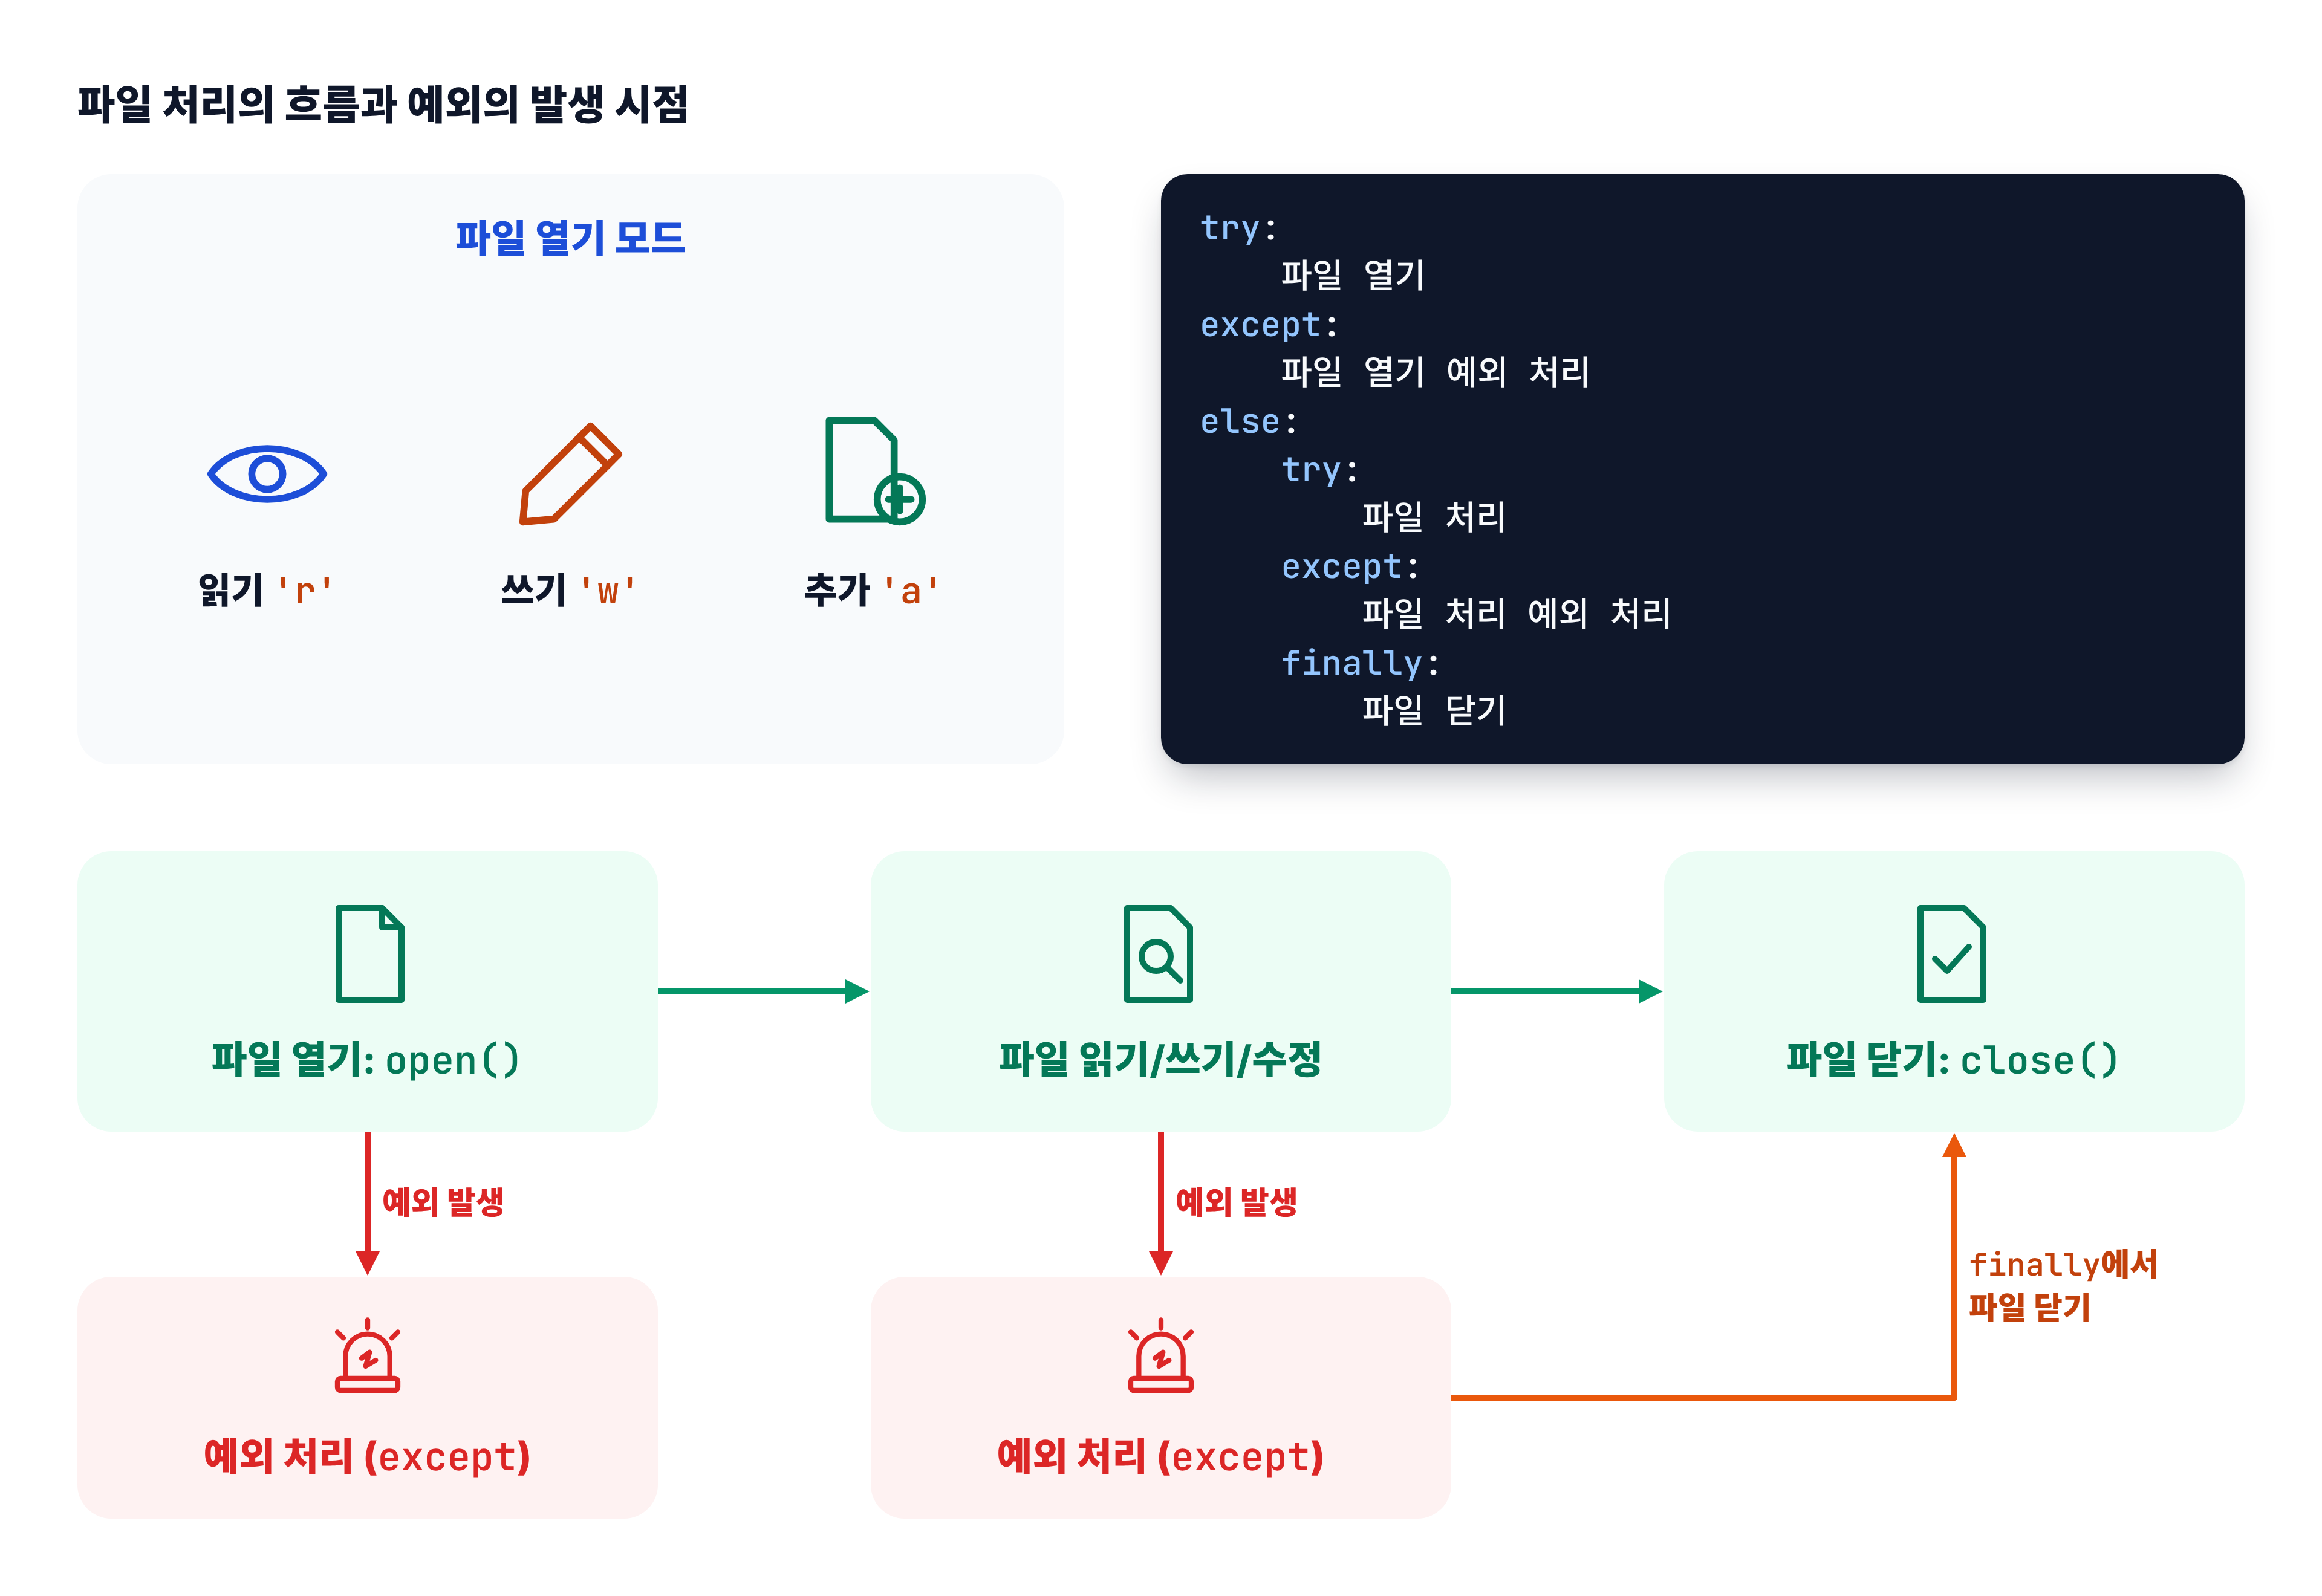 파일 처리의 흐름과 예외의 발생 시점
파일 열기 모드
읽기 'r'
쓰기 'w'
추가 'a'
try:
    파일 열기
except:
    파일 열기 예외 처리
else:
    try:
        파일 처리
    except:
        파일 처리 예외 처리
    finally:
        파일 닫기
파일 열기: open()
파일 읽기/쓰기/수정
파일 닫기: close()
예외 발생
예외 발생
finally에서
파일 닫기
예외 처리 (except)
예외 처리 (except)